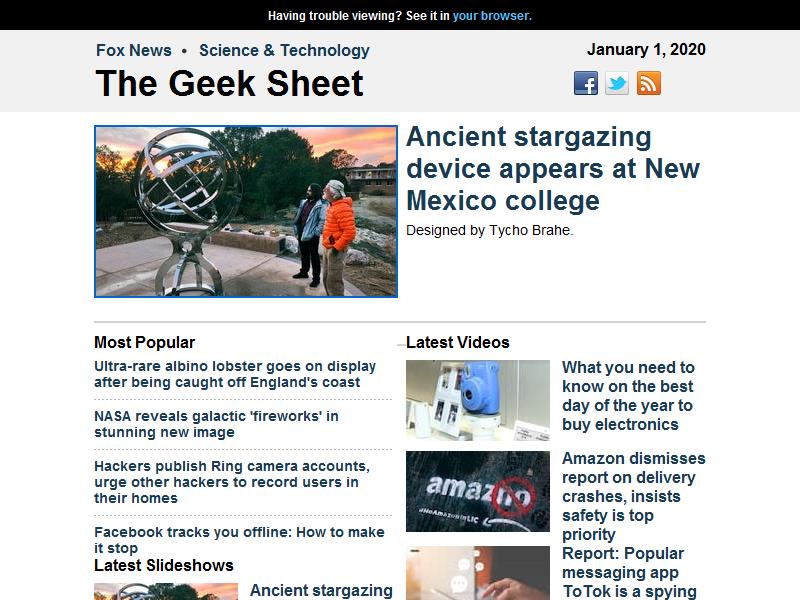 Having trouble viewing? See it in your browser.
Fox News • Science & Technology
January 1, 2020
The Geek Sheet
Ancient stargazing
device appears at New
Mexico college
Designed by Tycho Brahe.
Most Popular
Ultra-rare albino lobster goes on display
after being caught off England's coast
NASA reveals galactic 'fireworks' in
stunning new image
Hackers publish Ring camera accounts,
urge other hackers to record users in
their homes
Facebook tracks you offline: How to make
it stop
Latest Slideshows
Ancient stargazing
Latest Videos
What you need to
know on the best
day of the year to
buy electronics
amazno
#NoAmazonInLIC
Amazon dismisses
report on delivery
crashes, insists
safety is top
priority
Report: Popular
messaging app
ToTok is a spying